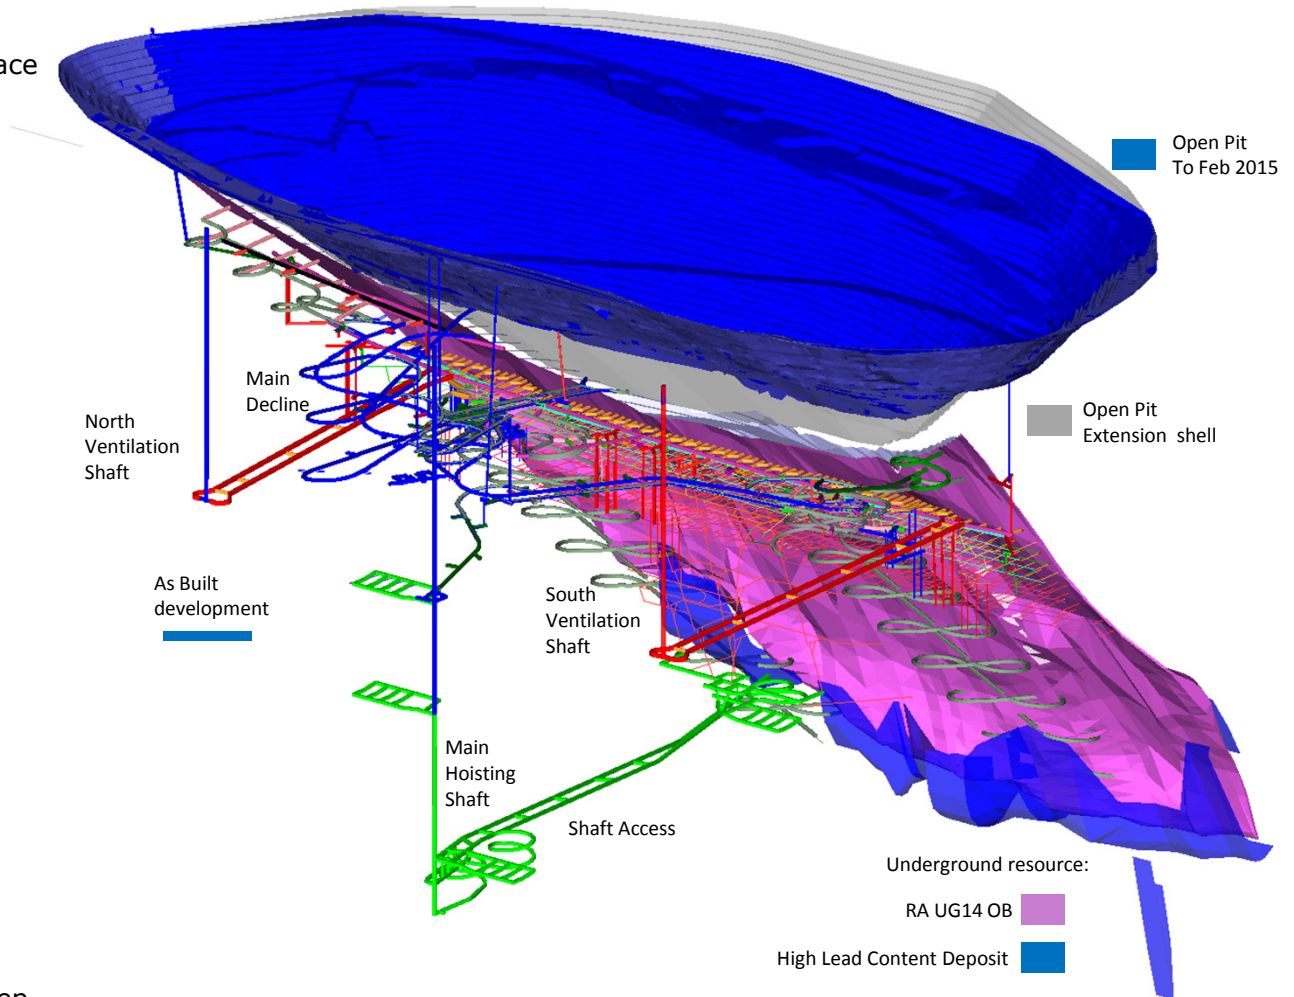 ace
Open Pit
To Feb 2015
Main
Decline
North
Ventilation
Shaft
Open Pit
Extension shell
As Built
development
South
Ventilation
Shaft
Main
Hoisting
Shaft
Shaft Access
Underground resource:
RA UG14 OB
High Lead Content Deposit